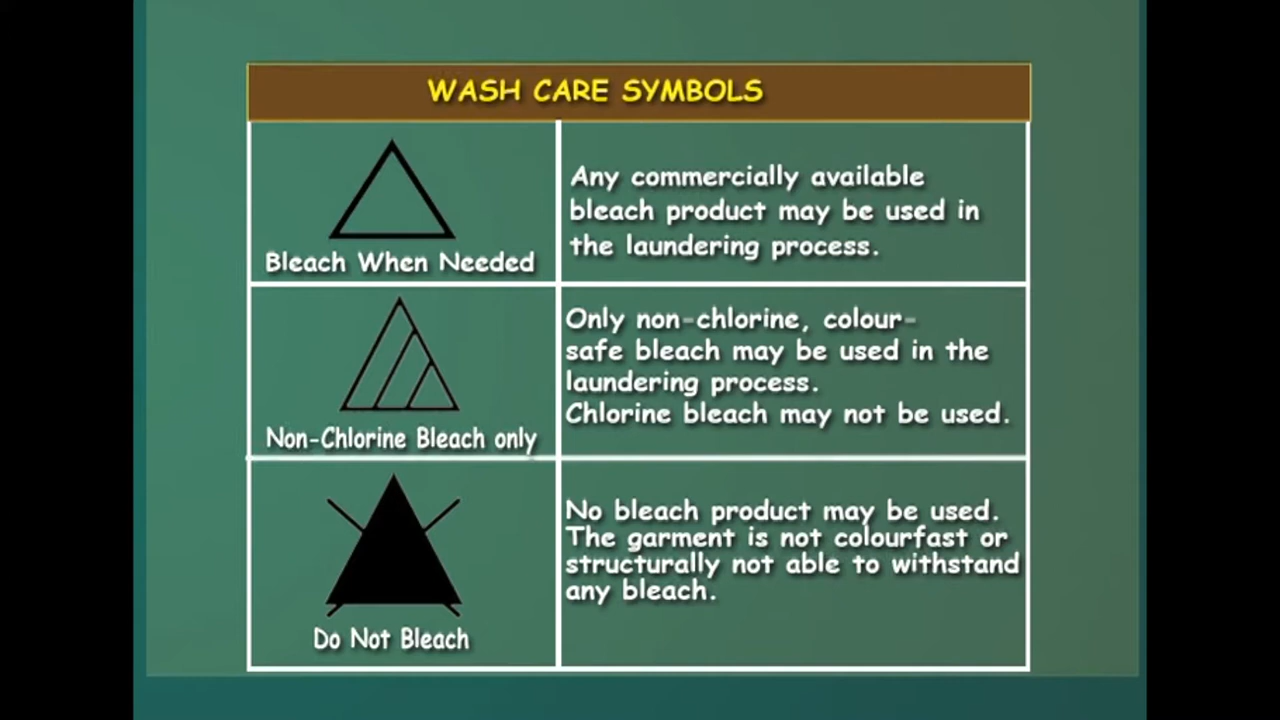 WASH CARE SYMBOLS
Bleach When Needed
Any commercially available
bleach product may be used in
the laundering process.
Non-Chlorine Bleach only
Only non-chlorine, colour-
safe bleach may be used in the
laundering process.
Chlorine bleach may not be used.
Do Not Bleach
No bleach product may be used.
The garment is not colourfast or
structurally not able to withstand
any bleach.